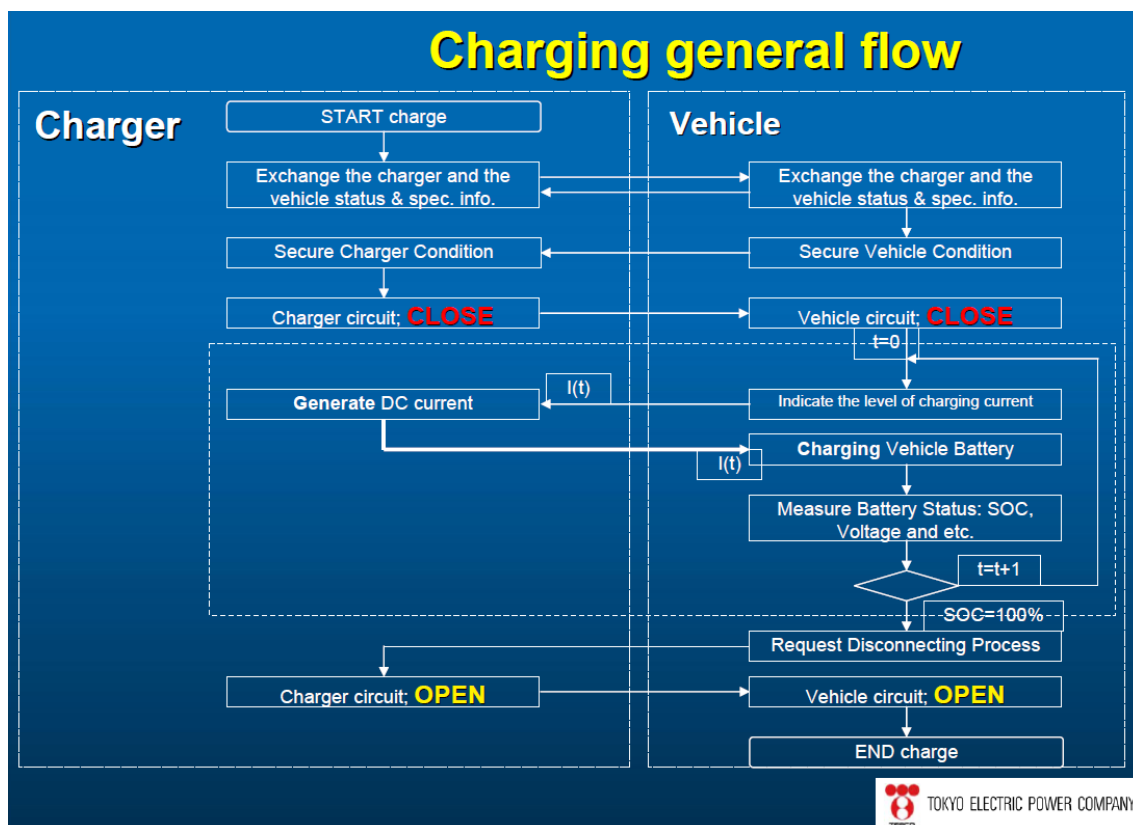 Charging general flow
Charger
Vehicle
START charge
Exchange the charger and the
vehicle status & spec. info.
Exchange the charger and the
vehicle status & spec. info.
Secure Charger Condition
Secure Vehicle Condition
Charger circuit; CLOSE
Vehicle circuit; CLOSE
t=0
I(t)
Generate DC current
Indicate the level of charging current
Charging Vehicle Battery
I(t)
Measure Battery Status: SOC,
Voltage and etc.
t=t+1
SOC=100%
Request Disconnecting Process
Charger circuit; OPEN
Vehicle circuit; OPEN
END charge
TOKYO ELECTRIC POWER COMPANY